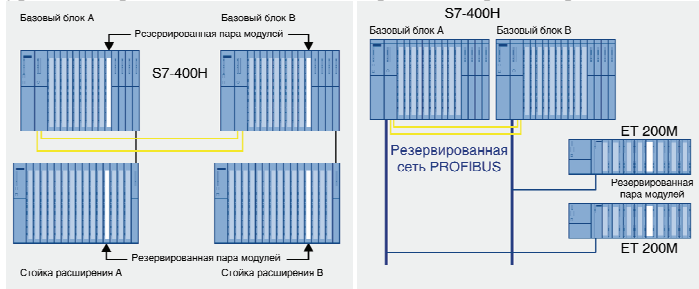 Базовый блок A
Базовый блок B
Резервированная пара модулей
S7-400H
Резервированная пара модулей
Стойка расширения A
Стойка расширения B
S7-400H
Базовый блок A
Базовый блок B
ET 200M
Резервированная
сеть PROFIBUS
Резервированная
пара модулей
ET 200M